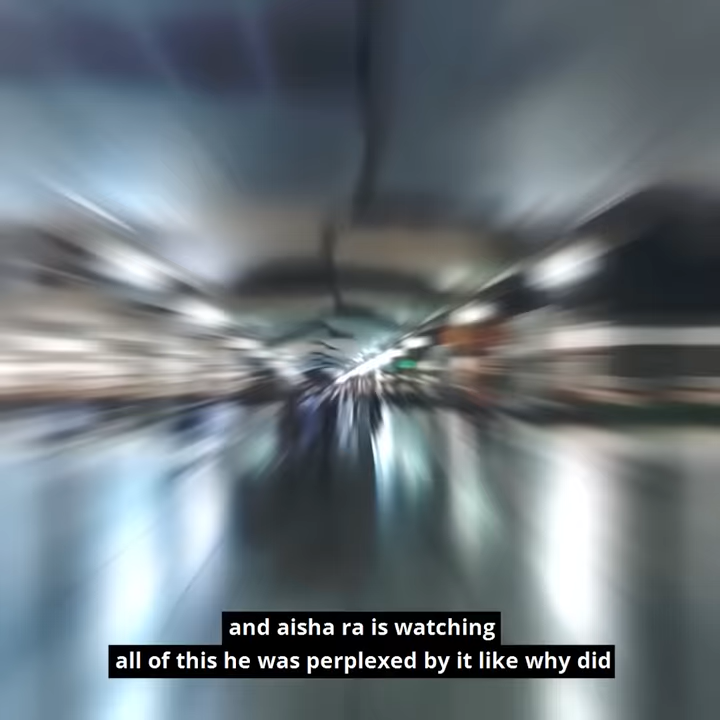 and aisha ra is watching
all of this he was perplexed by it like why did